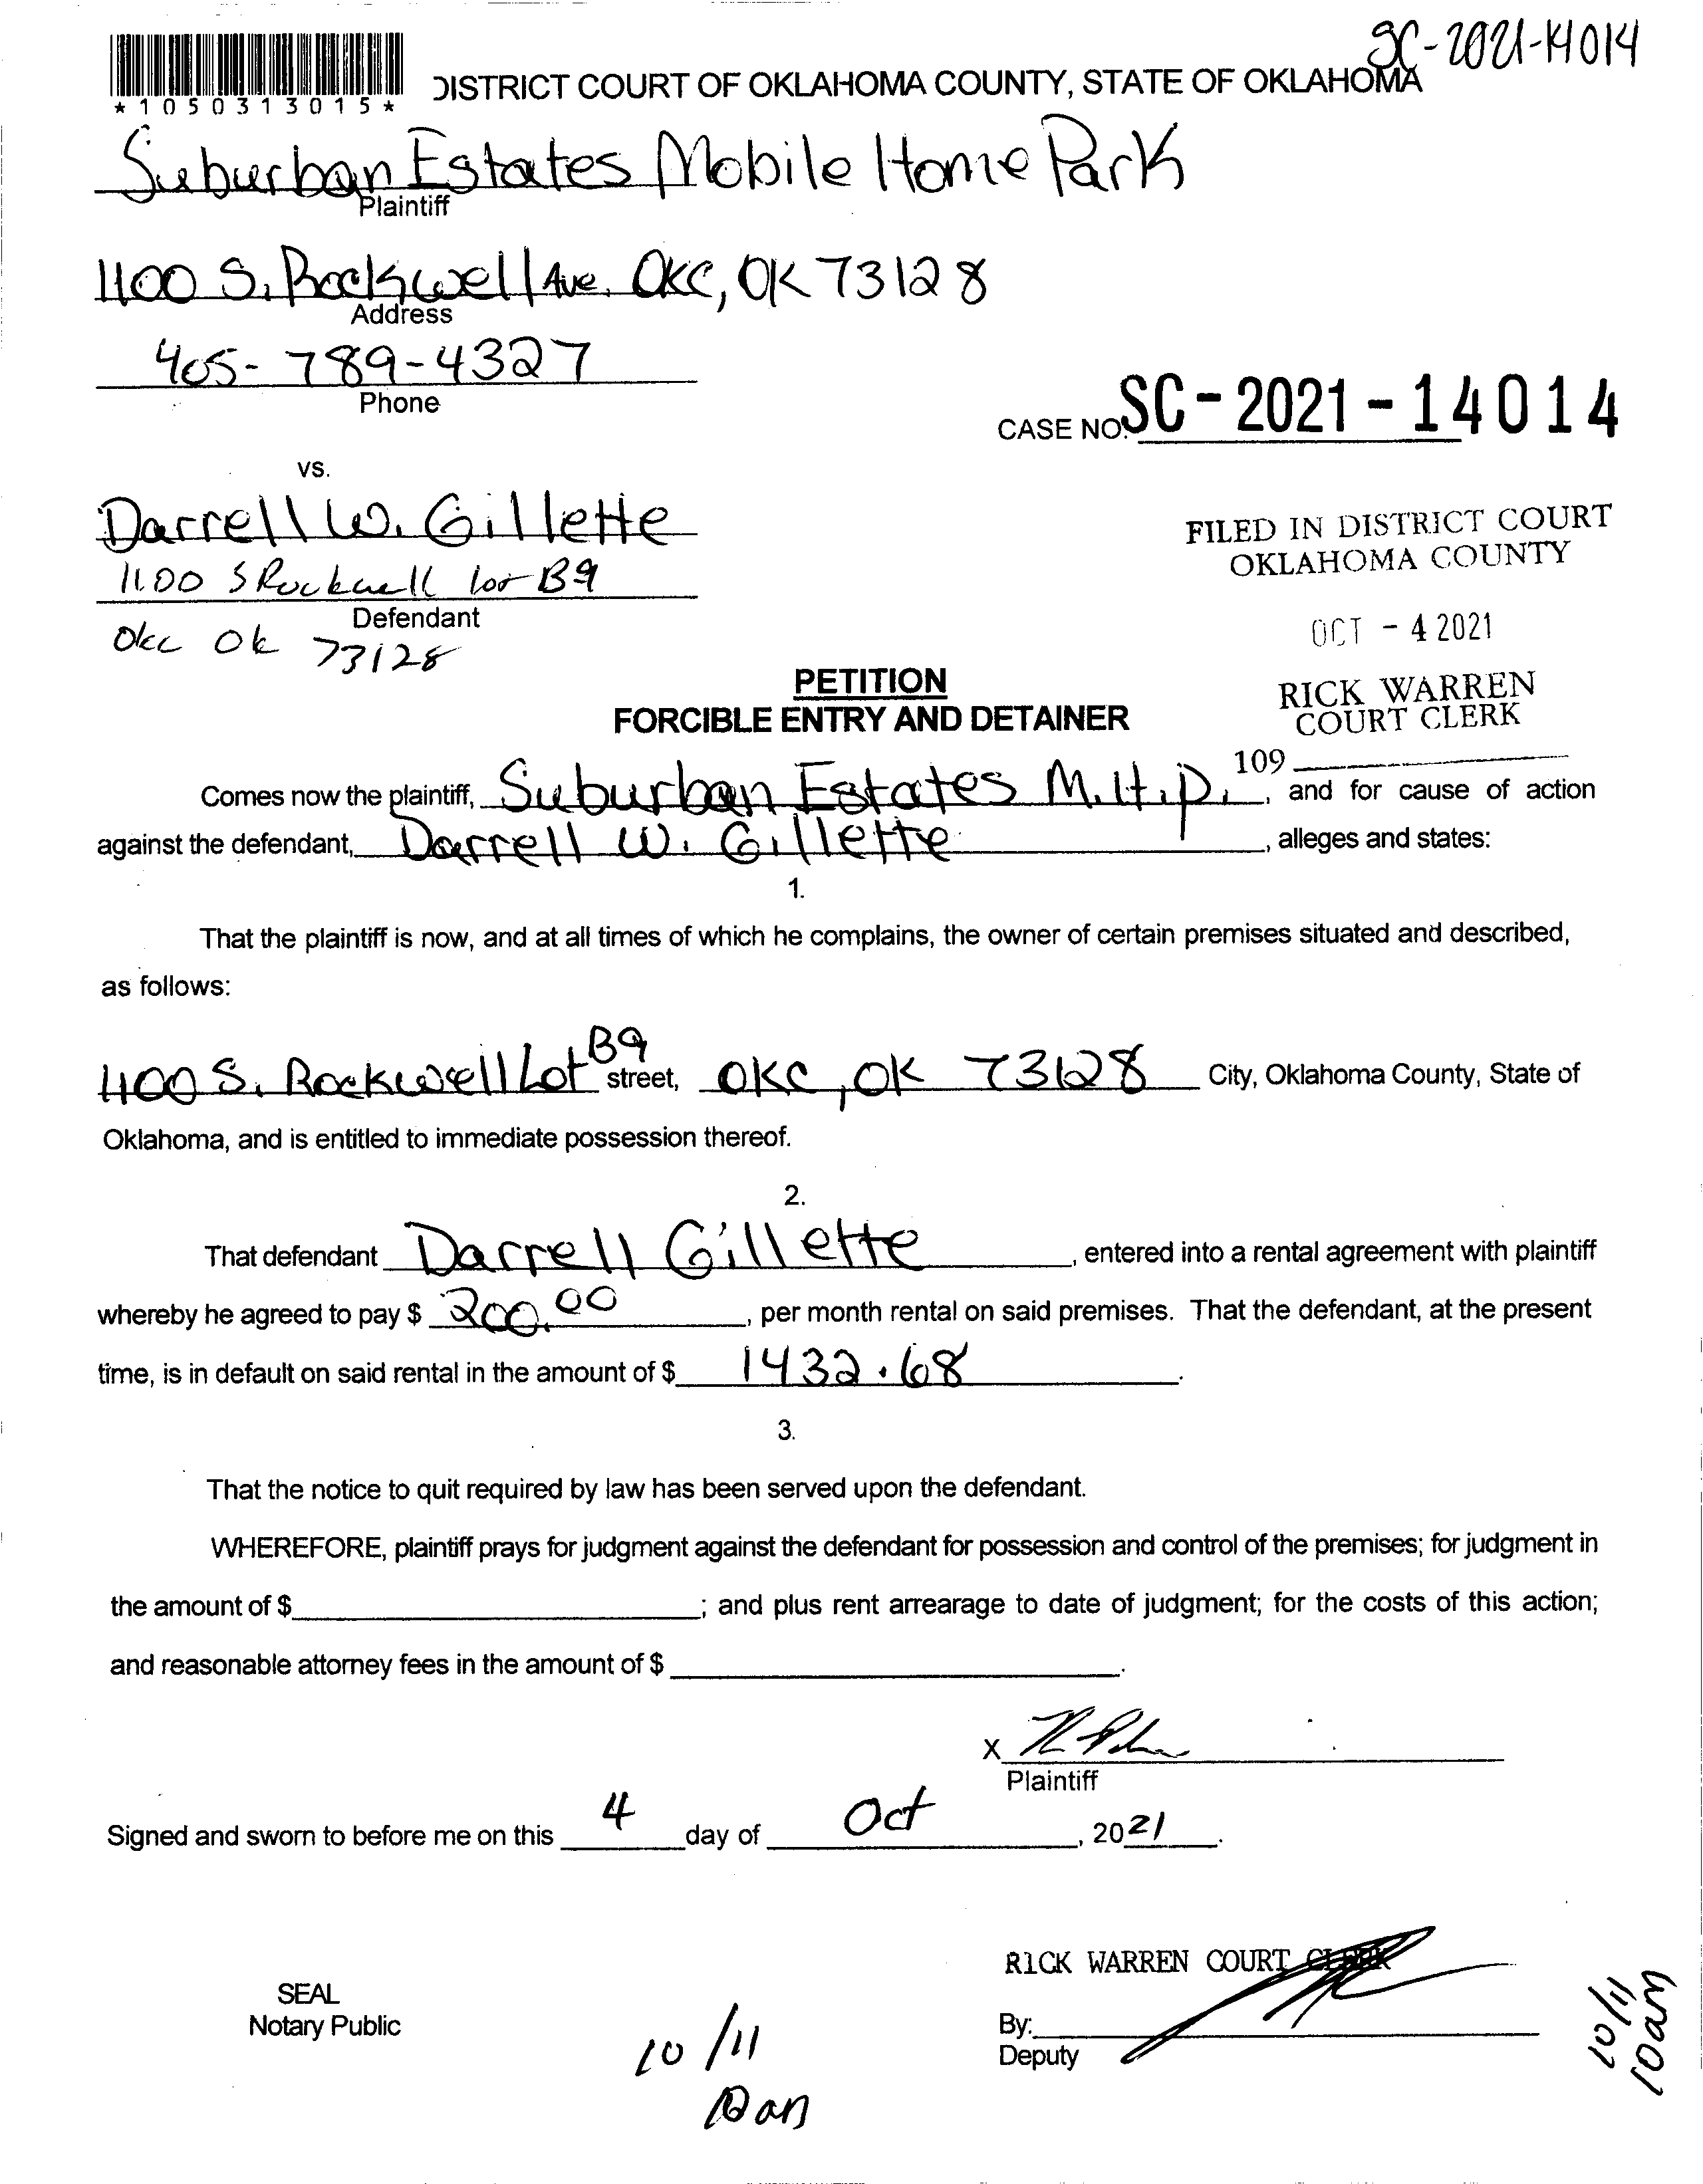 SC-2021-14014
*1050313015*
DISTRICT COURT OF OKLAHOMA COUNTY, STATE OF OKLAHOMA
Suburban Estates Mobile Home Park
Plaintiff
1100 S. Rockwell Ave. OKC, OK 73128
Address
405-789-4327
Phone
CASE NO. SC-2021-14014
vs.
Darrell W. Gillette
1100 S Rockwell lot B9
Defendant
Okc Ok 73128
FILED IN DISTRICT COURT
OKLAHOMA COUNTY
OCT - 4 2021
RICK WARREN
COURT CLERK
109
PETITION
FORCIBLE ENTRY AND DETAINER
Comes now the plaintiff, Suburban Estates M.H.P., and for cause of action
against the defendant, Darrell W. Gillette, alleges and states:
1.
That the plaintiff is now, and at all times of which he complains, the owner of certain premises situated and described,
as follows:
1100 S. Rockwell Lot B9 street, OKC, OK 73128 City, Oklahoma County, State of
Oklahoma, and is entitled to immediate possession thereof.
2.
That defendant Darrell Gillette, entered into a rental agreement with plaintiff
whereby he agreed to pay $ 200.00, per month rental on said premises. That the defendant, at the present
time, is in default on said rental in the amount of $ 1432.68.
3.
That the notice to quit required by law has been served upon the defendant.
WHEREFORE, plaintiff prays for judgment against the defendant for possession and control of the premises; for judgment in
the amount of $ ; and plus rent arrearage to date of judgment; for the costs of this action;
and reasonable attorney fees in the amount of $ .
X
Plaintiff
Signed and sworn to before me on this 4 day of Oct, 2021.
RICK WARREN COURT CLERK
SEAL
Notary Public
By:
Deputy
10/11
10am
10/11
10am